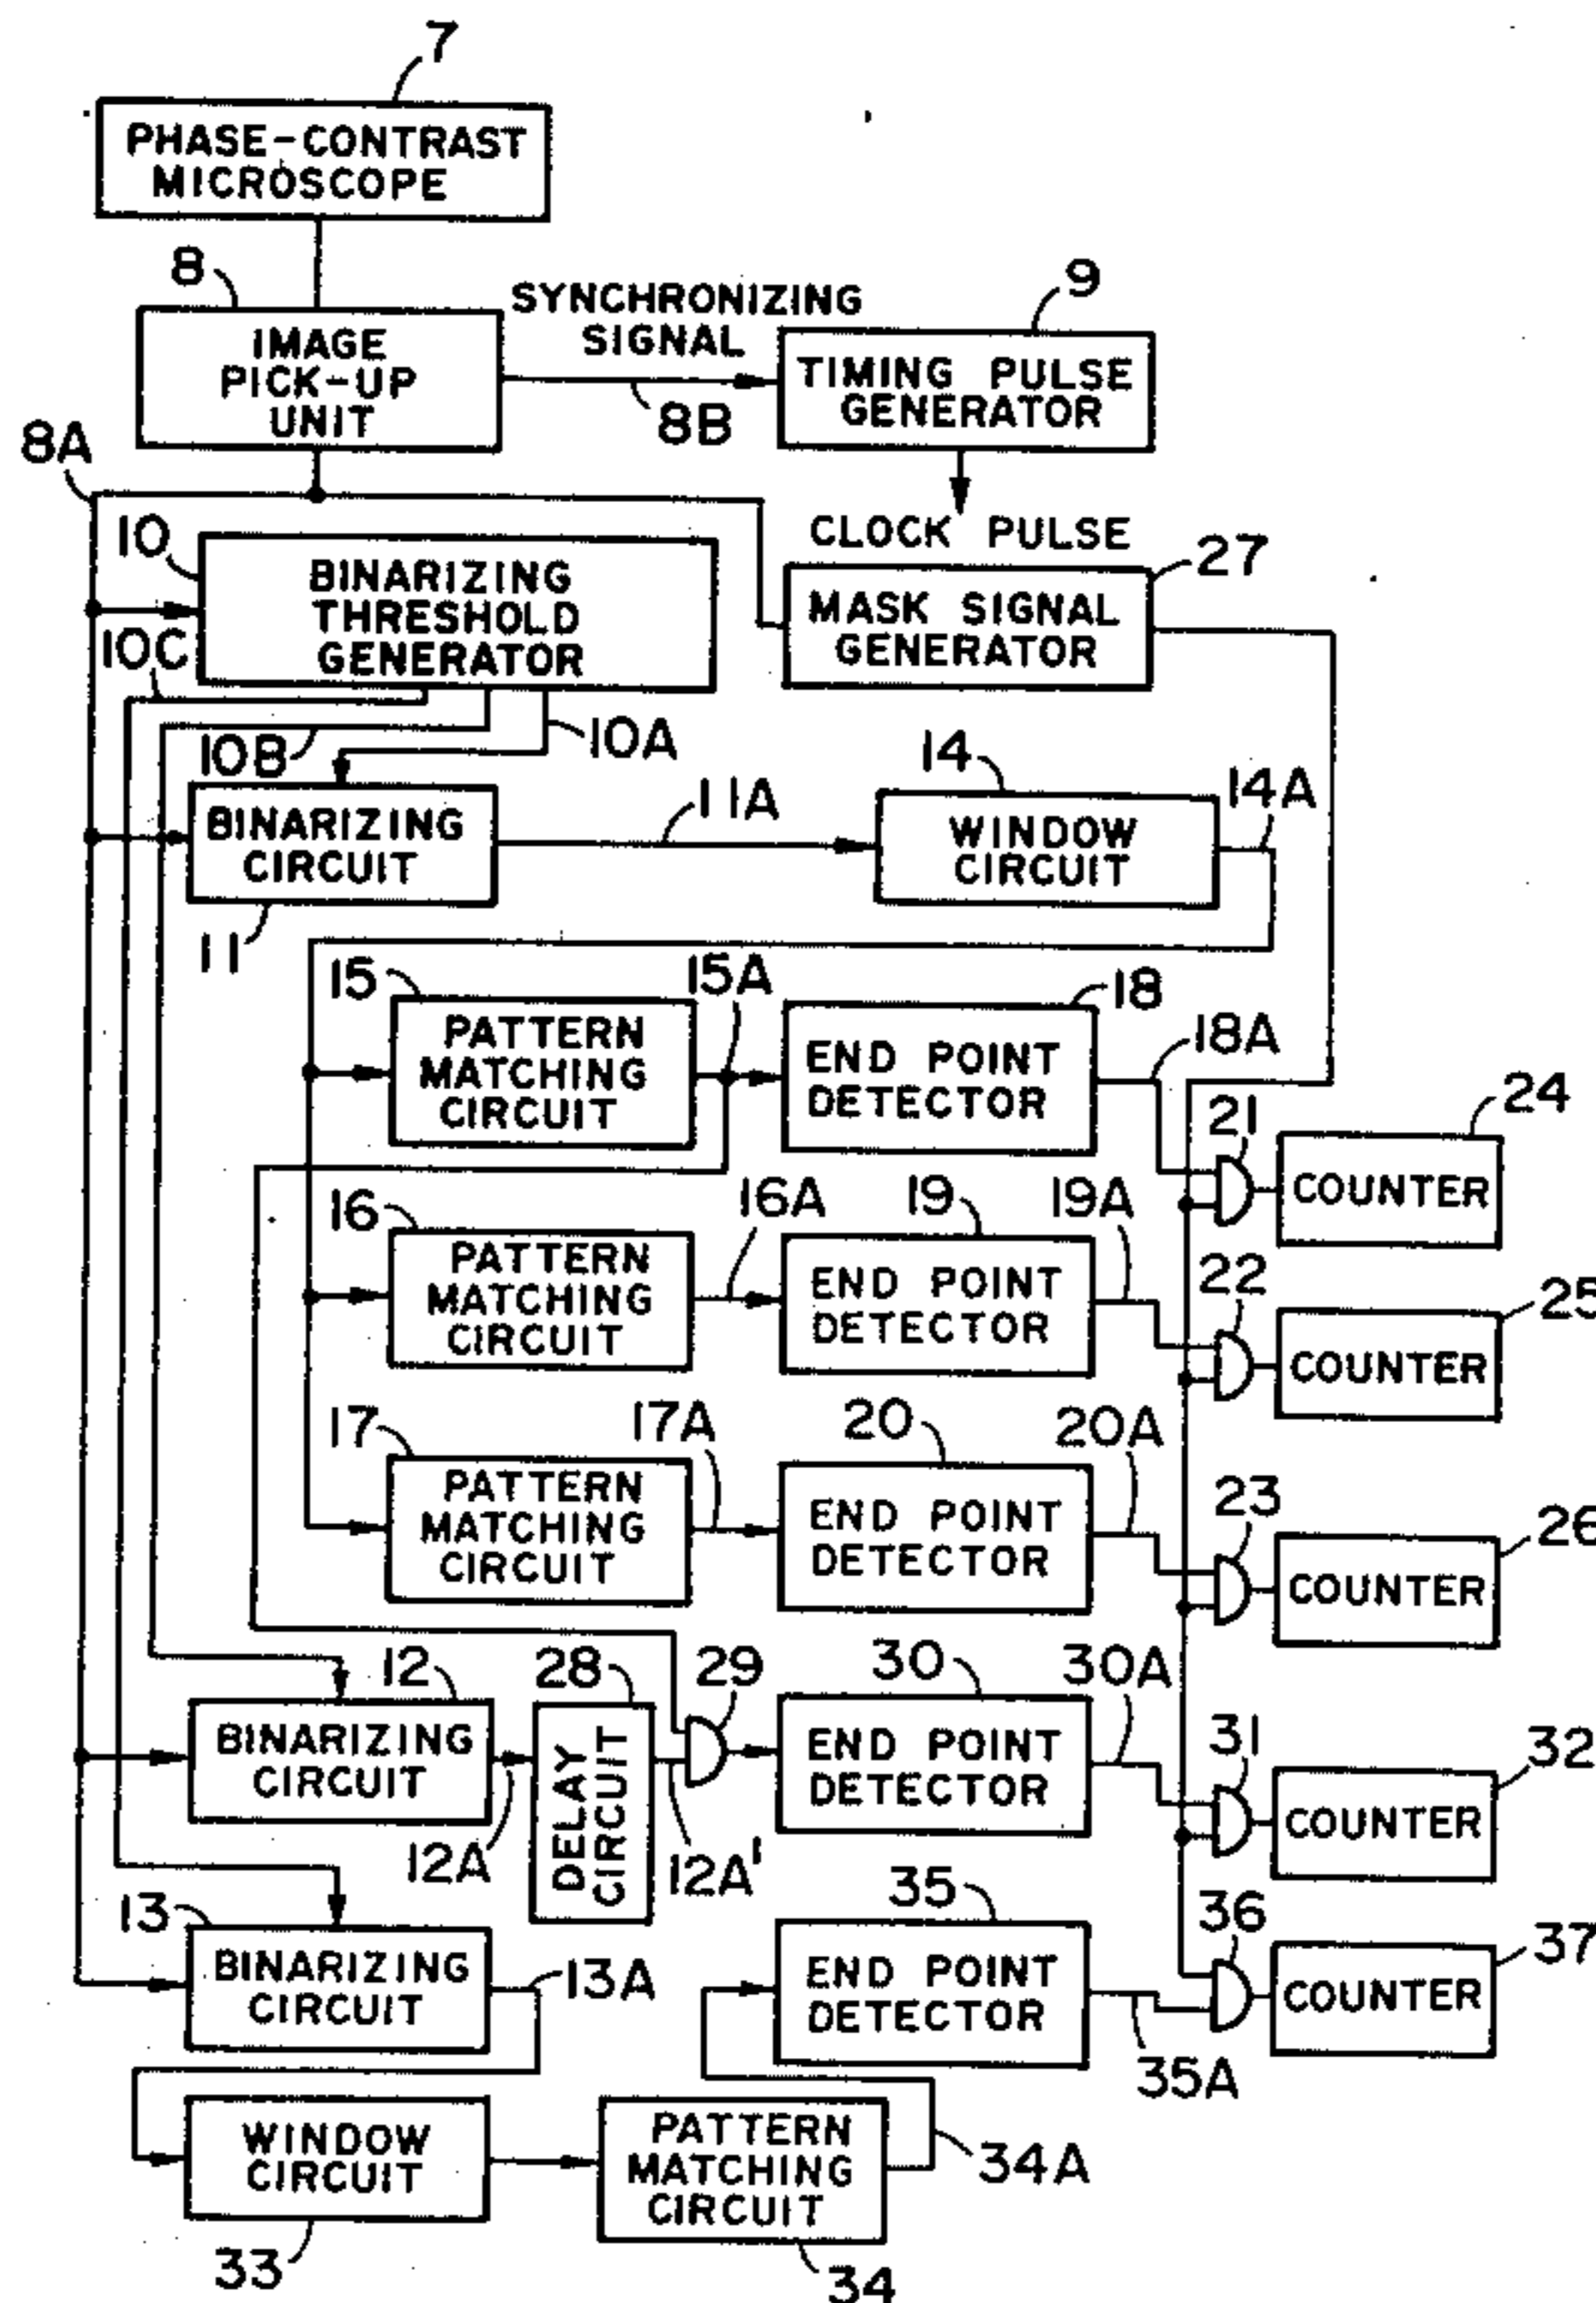 7
PHASE-CONTRAST
MICROSCOPE
8
SYNCHRONIZING
SIGNAL
9
IMAGE
PICK-UP
UNIT
TIMING PULSE
GENERATOR
8A
8B
10
CLOCK PULSE
27
BINARIZING
THRESHOLD
GENERATOR
MASK SIGNAL
GENERATOR
10C
10B
10A
14
14A
11A
BINARIZING
CIRCUIT
WINDOW
CIRCUIT
11
15
15A
18
PATTERN
MATCHING
CIRCUIT
END POINT
DETECTOR
18A
21
24
COUNTER
16
16A
19
19A
22
25
PATTERN
MATCHING
CIRCUIT
END POINT
DETECTOR
COUNTER
17
17A
20
20A
23
26
PATTERN
MATCHING
CIRCUIT
END POINT
DETECTOR
COUNTER
12
28
29
30
30A
31
32
BINARIZING
CIRCUIT
DELAY
CIRCUIT
END POINT
DETECTOR
COUNTER
12A
12A'
13
35
36
37
BINARIZING
CIRCUIT
13A
END POINT
DETECTOR
COUNTER
35A
WINDOW
CIRCUIT
PATTERN
MATCHING
CIRCUIT
34A
33
34